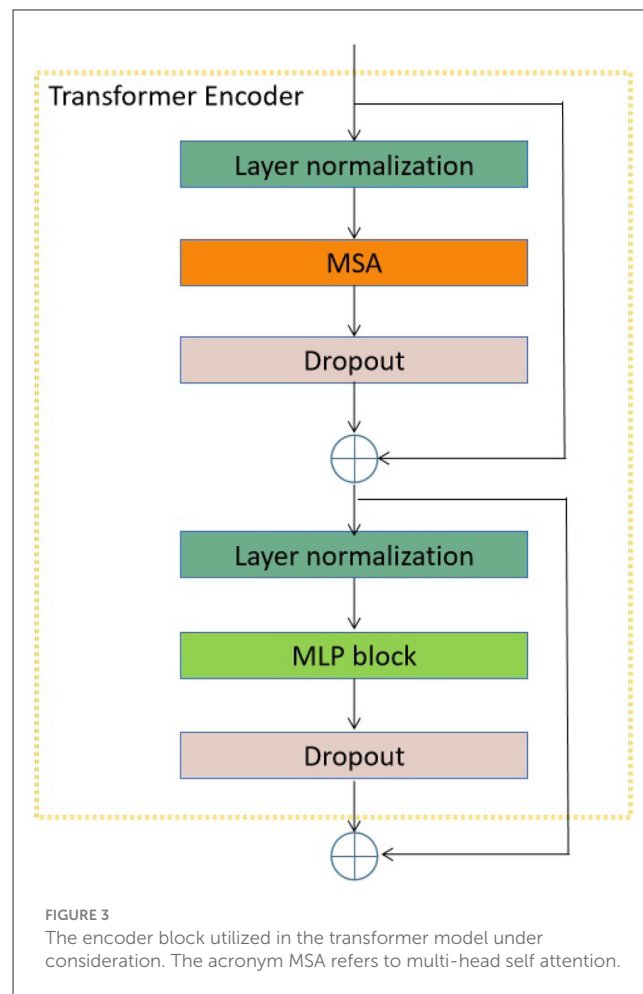 Transformer Encoder
Layer normalization
MSA
Dropout
Layer normalization
MLP block
Dropout
FIGURE 3
The encoder block utilized in the transformer model under
consideration. The acronym MSA refers to multi-head self attention.